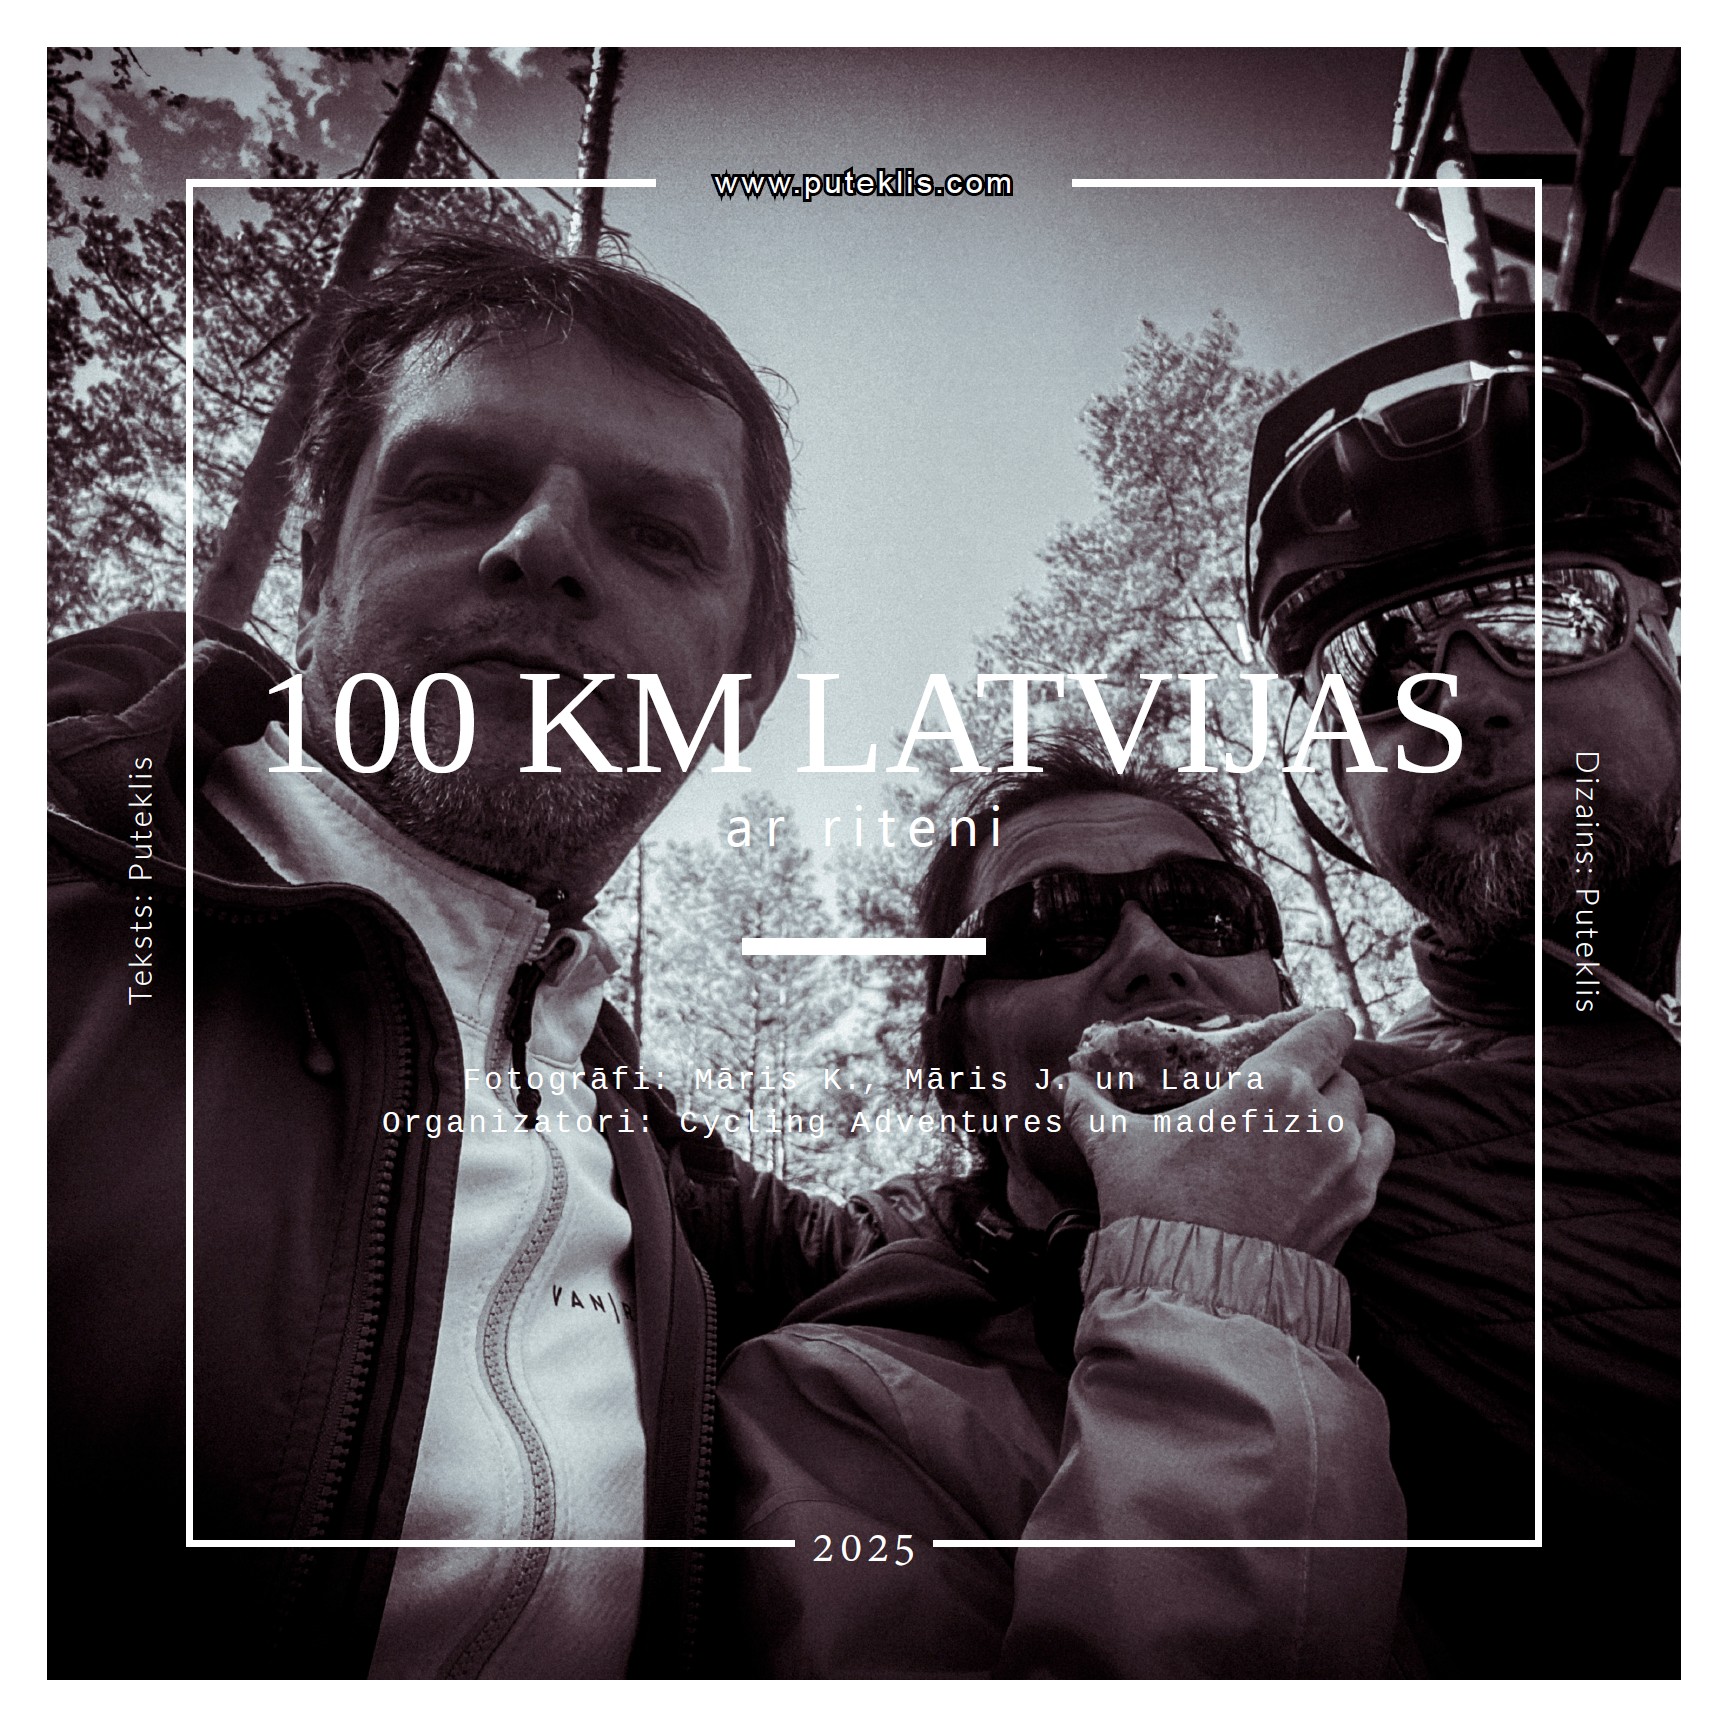 www.puteklis.com
100 KM LATVIJAS
ar riteni
Teksts: Puteklis
Dizains: Puteklis
Fotogrāfi: Māris K., Māris J. un Laura
Organizatori: Cycling Adventures un madefizio
VAN
2025